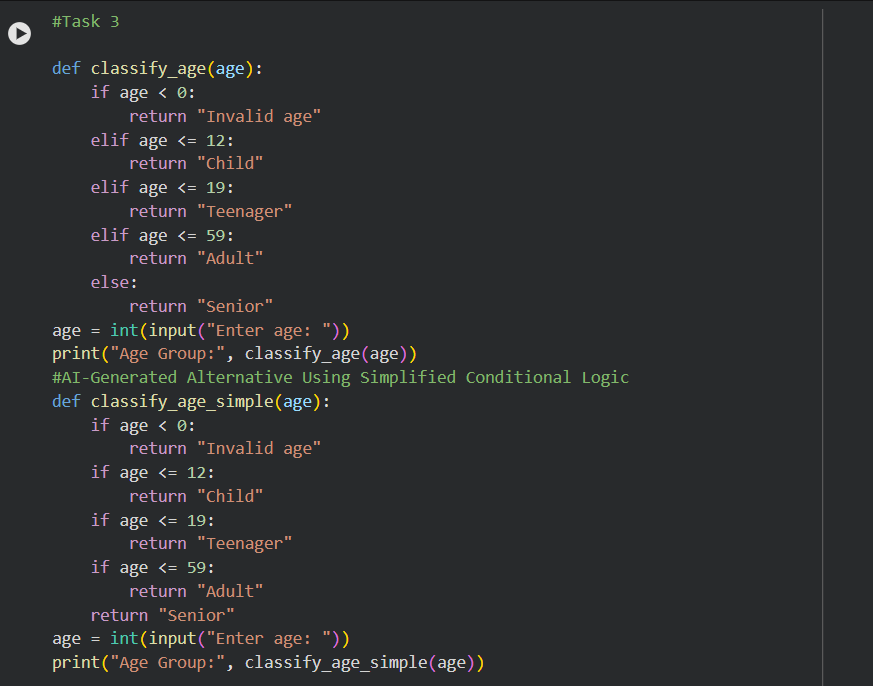 #Task 3
def classify_age(age):
    if age < 0:
        return "Invalid age"
    elif age <= 12:
        return "Child"
    elif age <= 19:
        return "Teenager"
    elif age <= 59:
        return "Adult"
    else:
        return "Senior"
age = int(input("Enter age: "))
print("Age Group:", classify_age(age))
#AI-Generated Alternative Using Simplified Conditional Logic
def classify_age_simple(age):
    if age < 0:
        return "Invalid age"
    if age <= 12:
        return "Child"
    if age <= 19:
        return "Teenager"
    if age <= 59:
        return "Adult"
    return "Senior"
age = int(input("Enter age: "))
print("Age Group:", classify_age_simple(age))